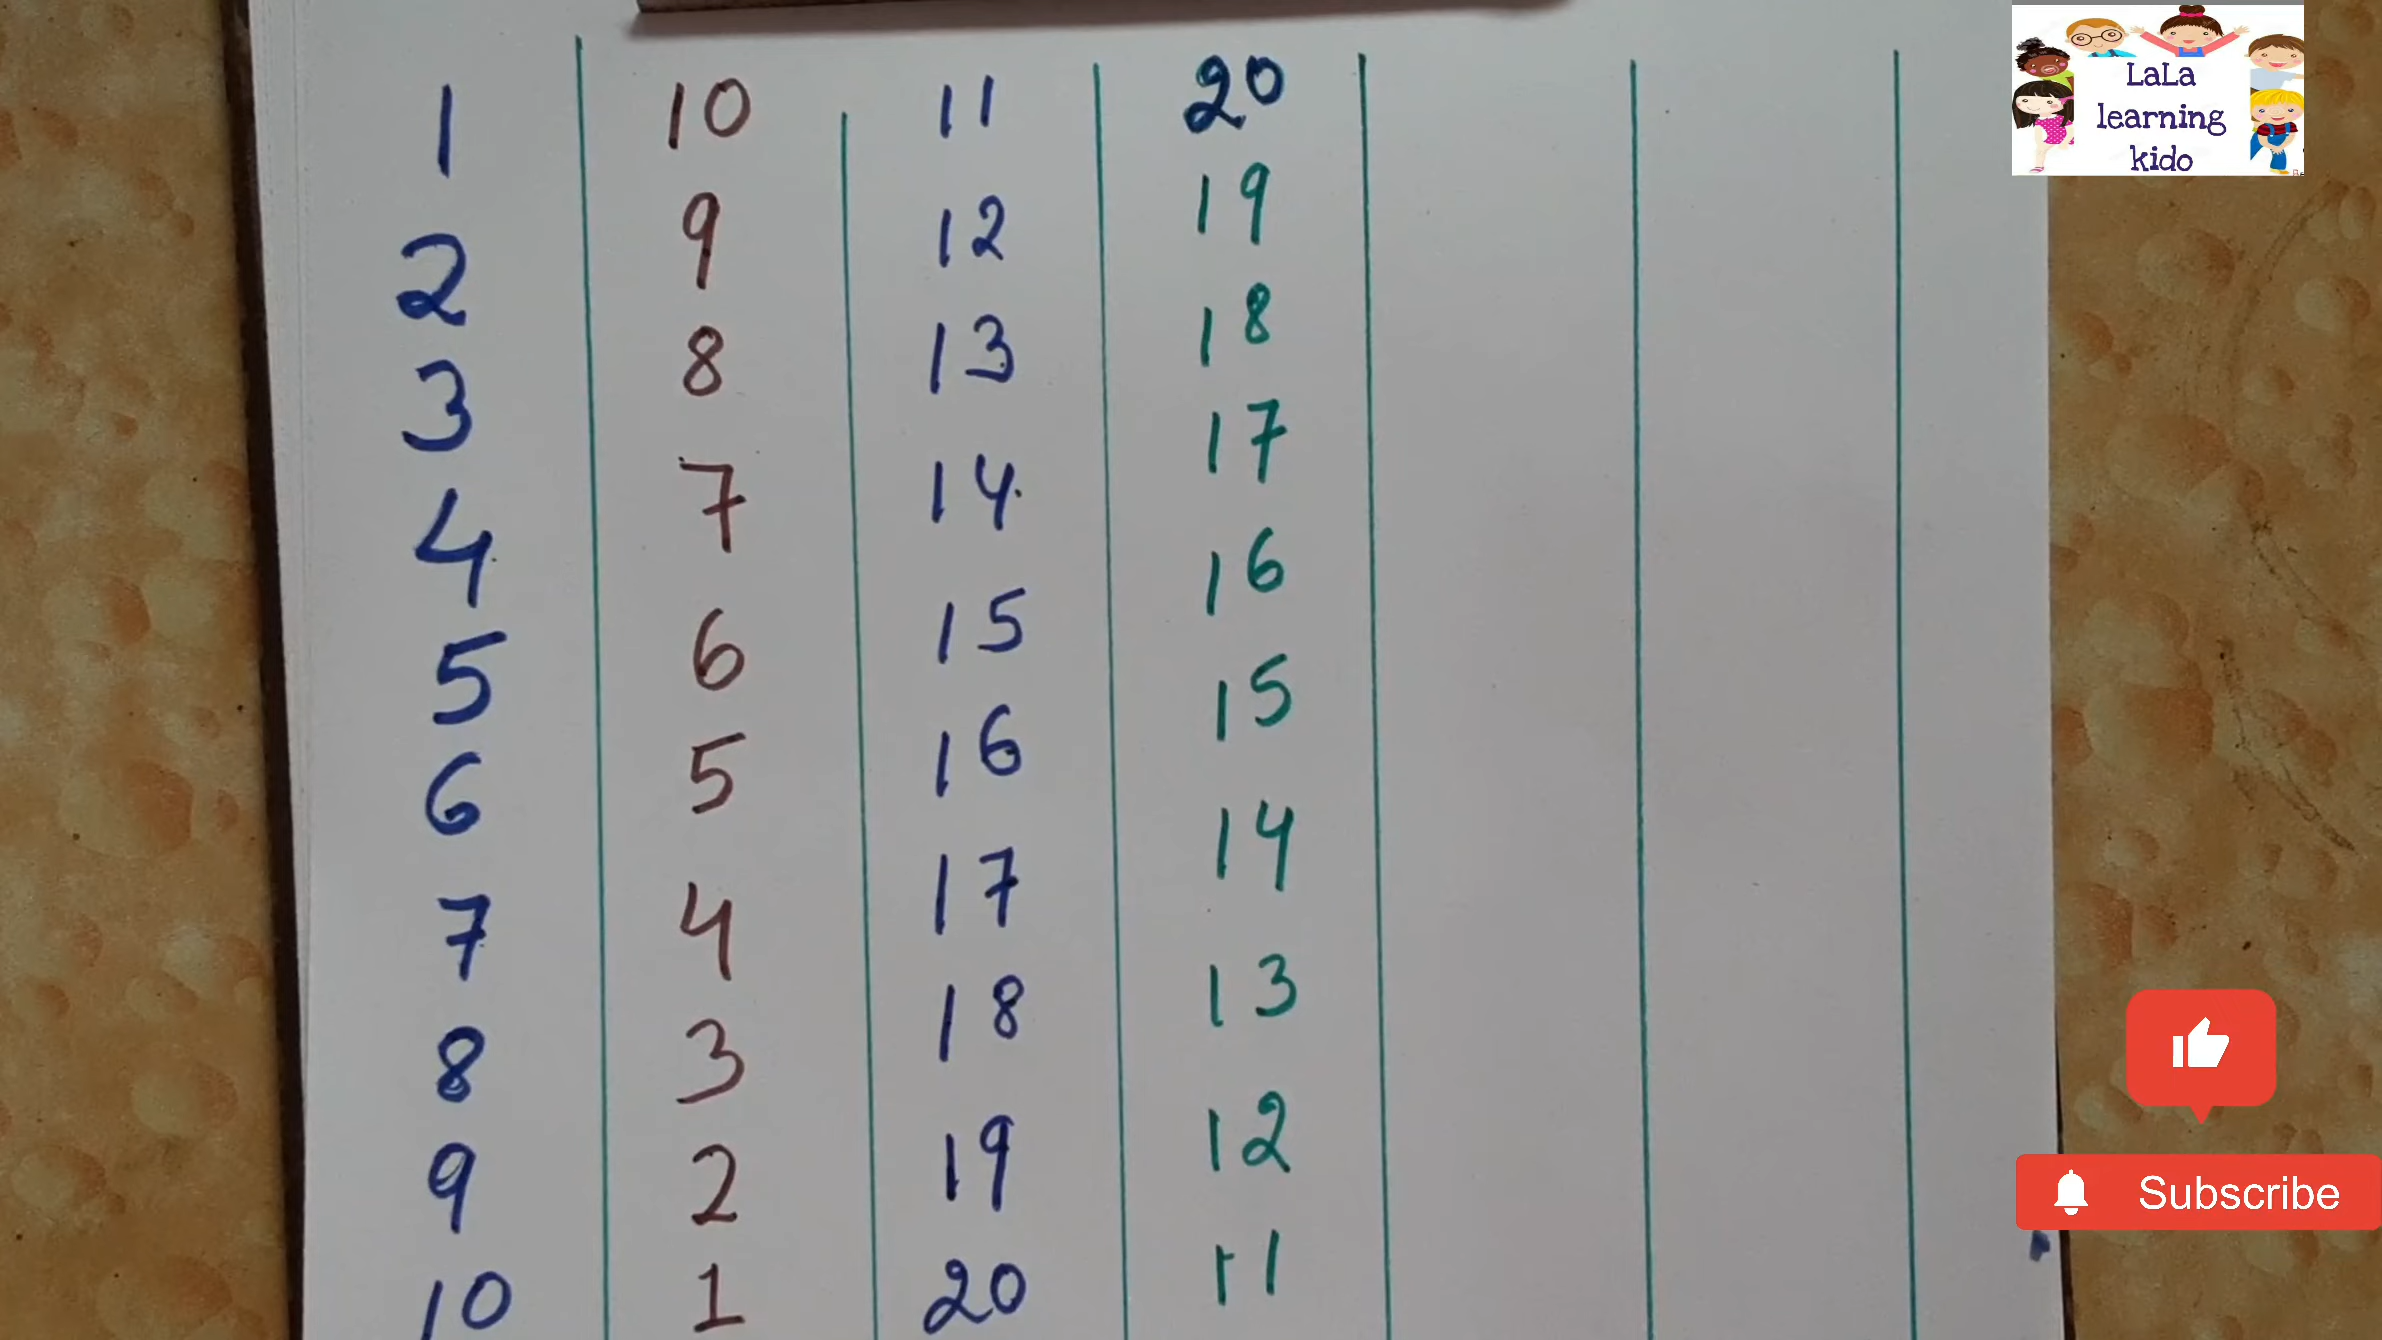 1 10 11 20
2 9 12 19
3 8 13 18
4 7 14 17
5 6 15 16
6 5 16 15
7 4 17 14
8 3 18 13
9 2 19 12
10 1 20 11
LaLa
learning
kido
Subscribe